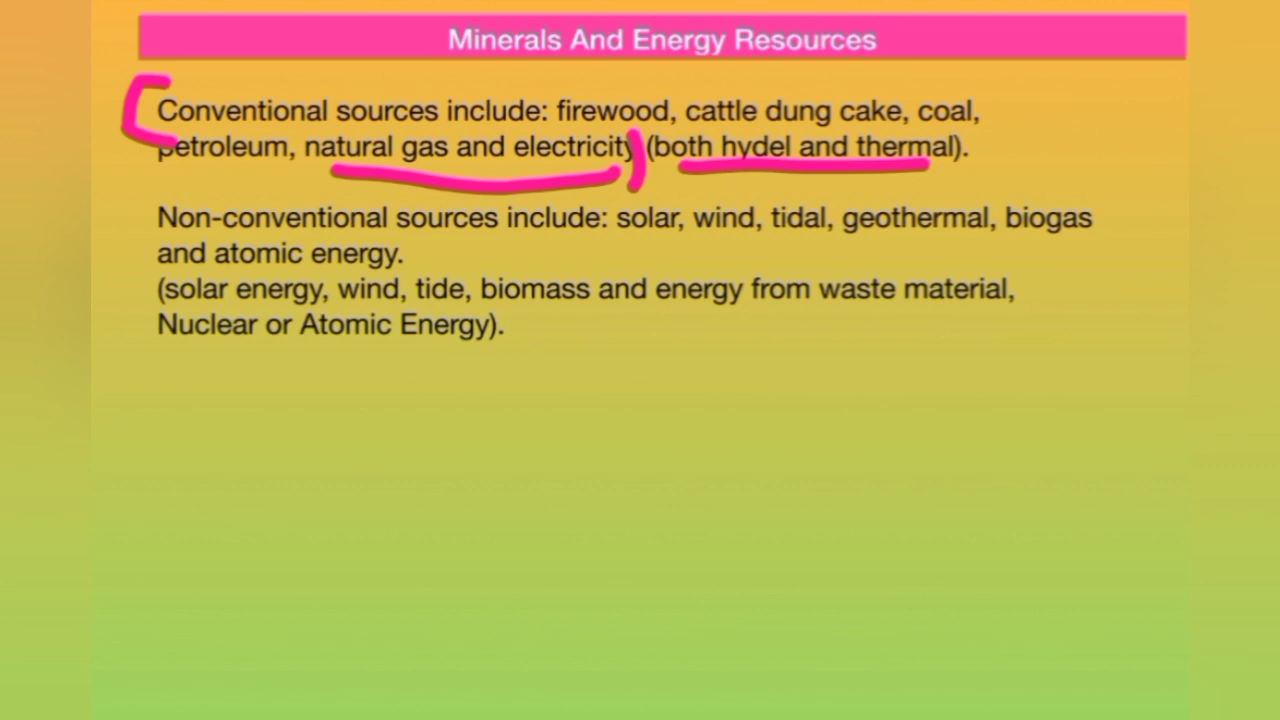 Minerals And Energy Resources
Conventional sources include: firewood, cattle dung cake, coal,
petroleum, natural gas and electricity (both hydel and thermal).
Non-conventional sources include: solar, wind, tidal, geothermal, biogas
and atomic energy.
(solar energy, wind, tide, biomass and energy from waste material,
Nuclear or Atomic Energy).